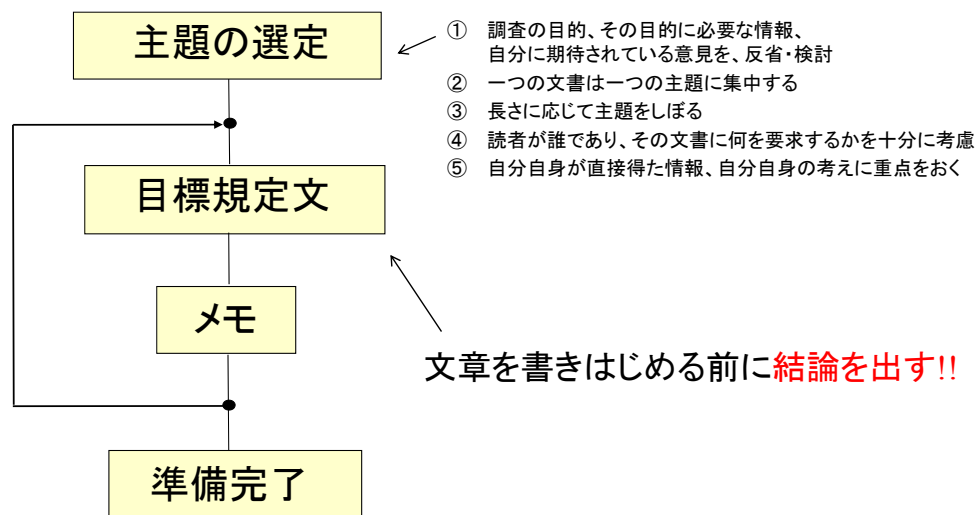 主題の選定
① 調査の目的、その目的に必要な情報、
自分に期待されている意見を、反省・検討
② 一つの文書は一つの主題に集中する
③ 長さに応じて主題をしぼる
④ 読者が誰であり、その文書に何を要求するかを十分に考慮
⑤ 自分自身が直接得た情報、自分自身の考えに重点をおく
目標規定文
メモ
文章を書きはじめる前に結論を出す!!
準備完了